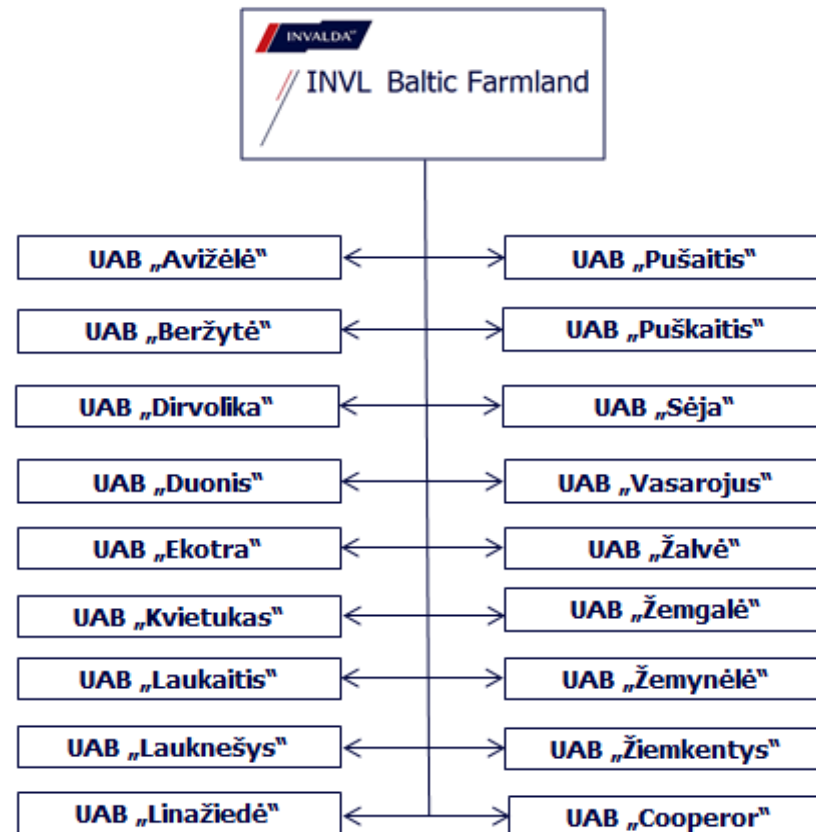 INVALDA
INVL Baltic Farmland
UAB „Avižėlė“
UAB „Pušaitis“
UAB „Beržytė“
UAB „Puškaitis“
UAB „Dirvolika“
UAB „Sėja“
UAB „Duonis“
UAB „Vasarojus“
UAB „Ekotra“
UAB „Žalvė“
UAB „Kvietukas“
UAB „Žemgalė“
UAB „Laukaitis“
UAB „Žemynėlė“
UAB „Lauknešys“
UAB „Žiemkentys“
UAB „Linažiedė“
UAB „Cooperor“